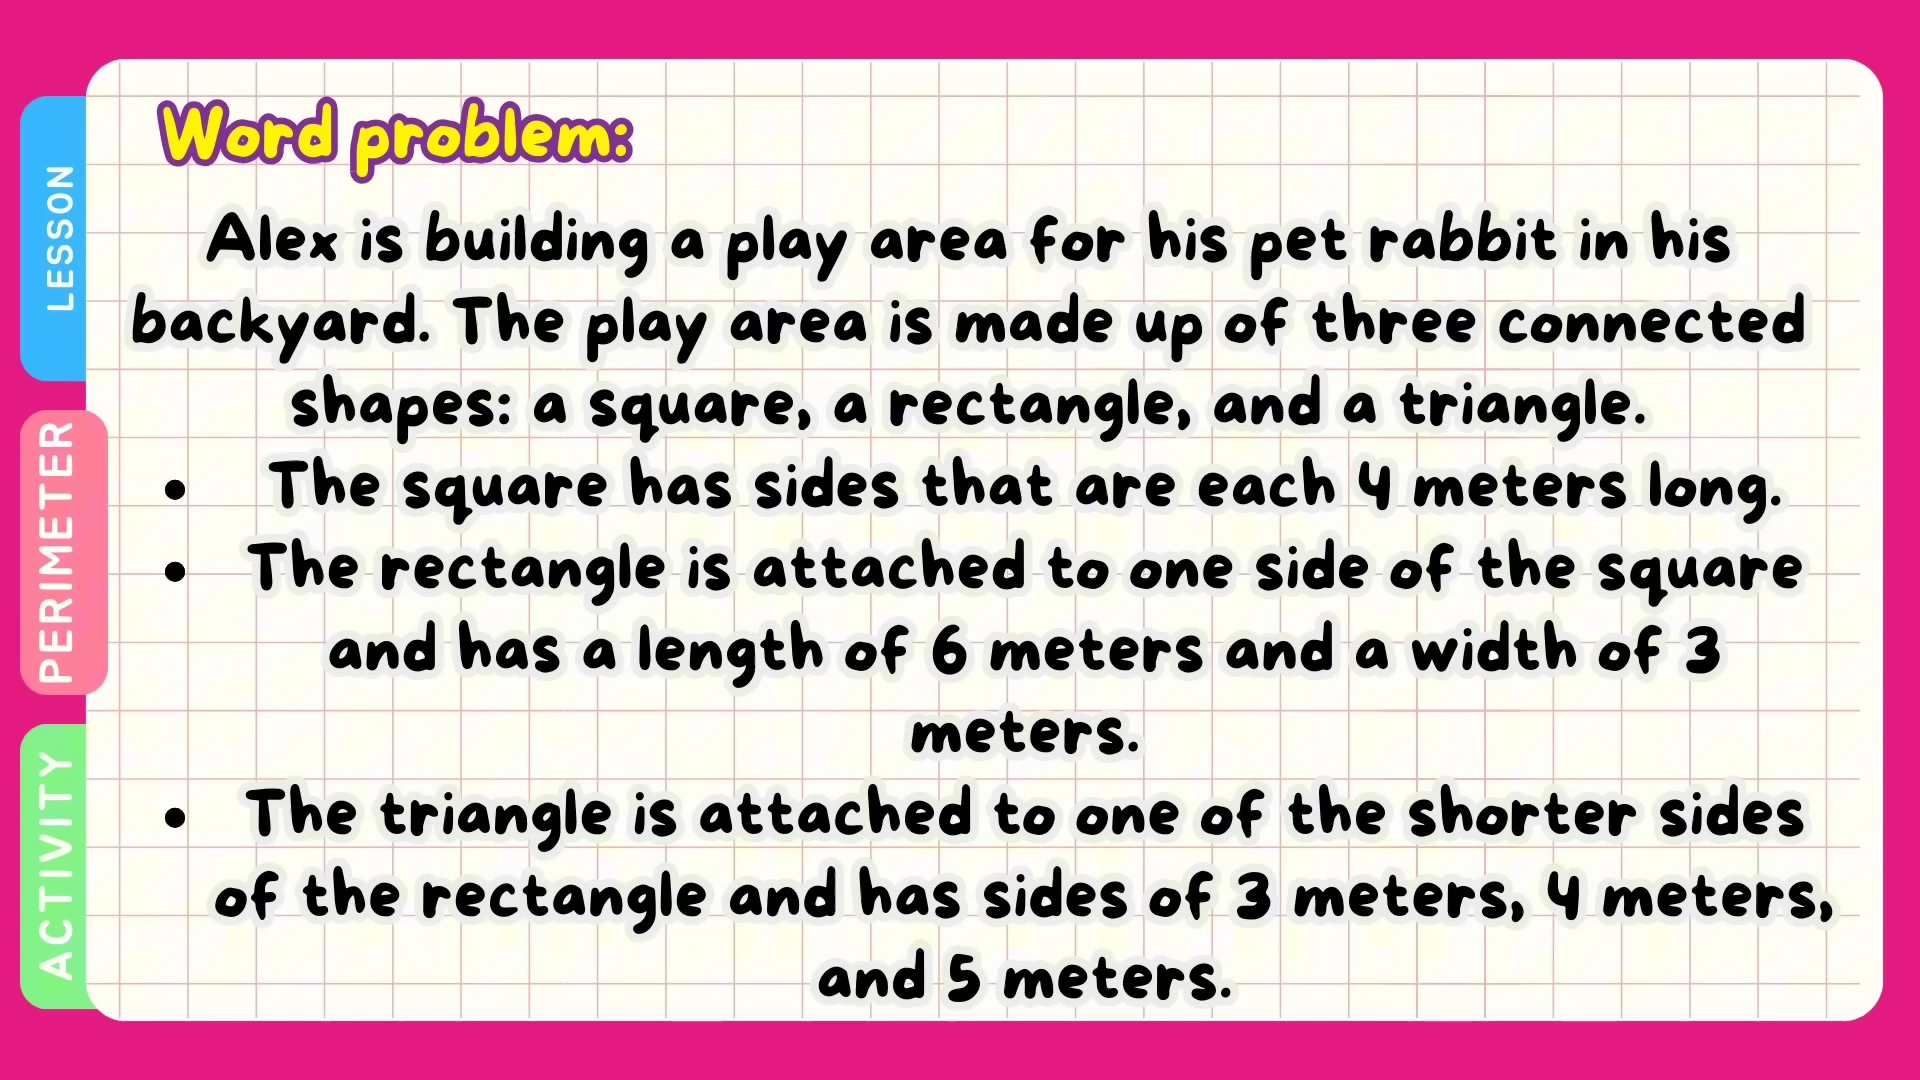 LESSON
PERIMETER
ACTIVITY
Word problem:
Alex is building a play area for his pet rabbit in his
backyard. The play area is made up of three connected
shapes: a square, a rectangle, and a triangle.
• The square has sides that are each 4 meters long.
• The rectangle is attached to one side of the square
and has a length of 6 meters and a width of 3
meters.
• The triangle is attached to one of the shorter sides
of the rectangle and has sides of 3 meters, 4 meters,
and 5 meters.